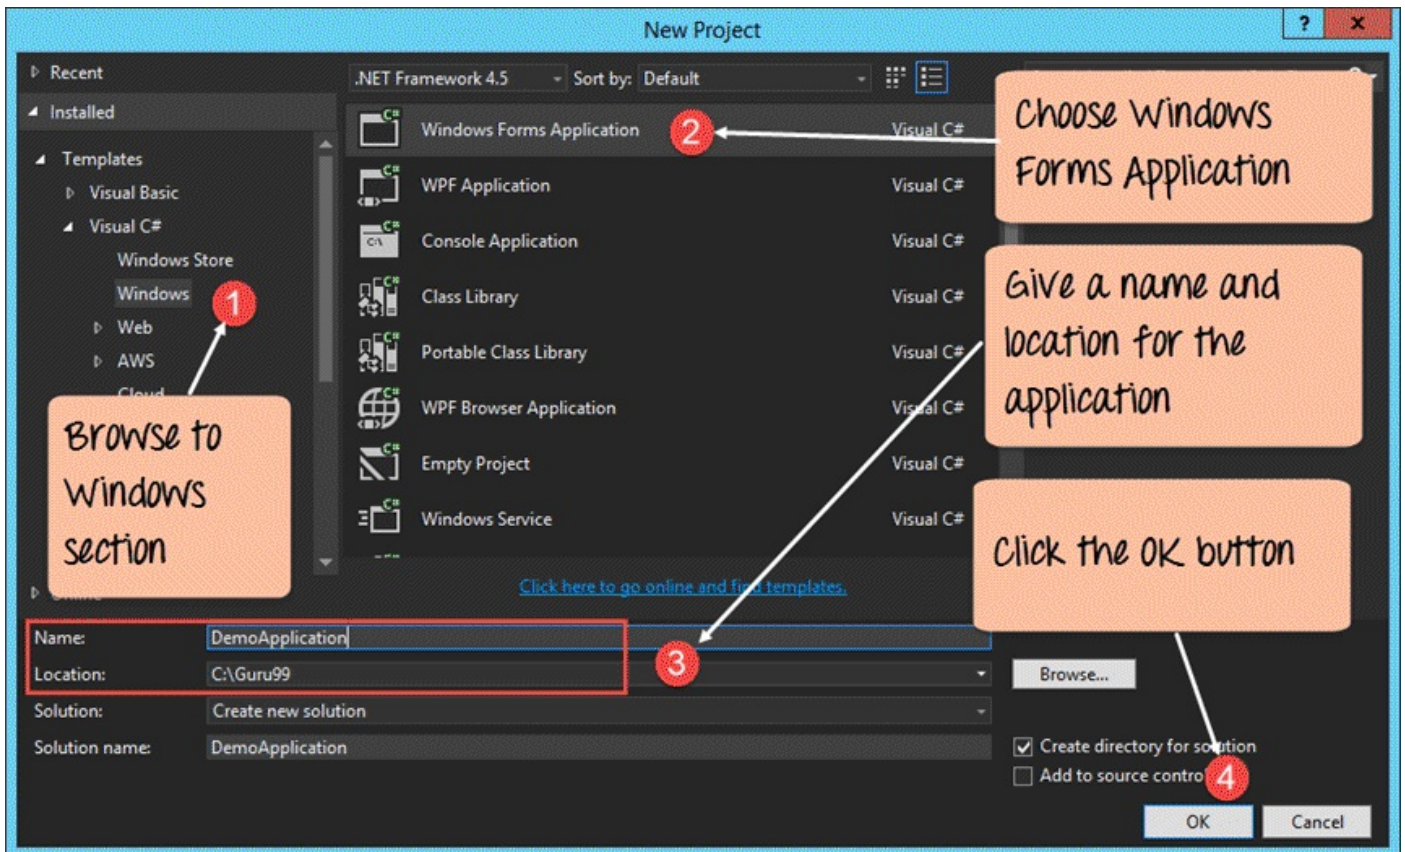 New Project
?
x
Recent
.NET Framework 4.5
Sort by: Default
Installed
Templates
Visual Basic
Visual C#
Windows Store
Windows
1
Web
AWS
Browse to
Windows
section
Windows Forms Application
2
Visual C#
WPF Application
Visual C#
Console Application
Visual C#
Class Library
Visual C#
Portable Class Library
Visual C#
WPF Browser Application
Visual C#
Empty Project
Visual C#
Windows Service
Visual C#
Click here to go online and find templates.
Choose Windows
Forms Application
Give a name and
location for the
application
Click the OK button
Name: DemoApplication
Location: C:\Guru99
3
Browse...
Solution: Create new solution
Solution name: DemoApplication
Create directory for solution
Add to source contro
4
OK
Cancel